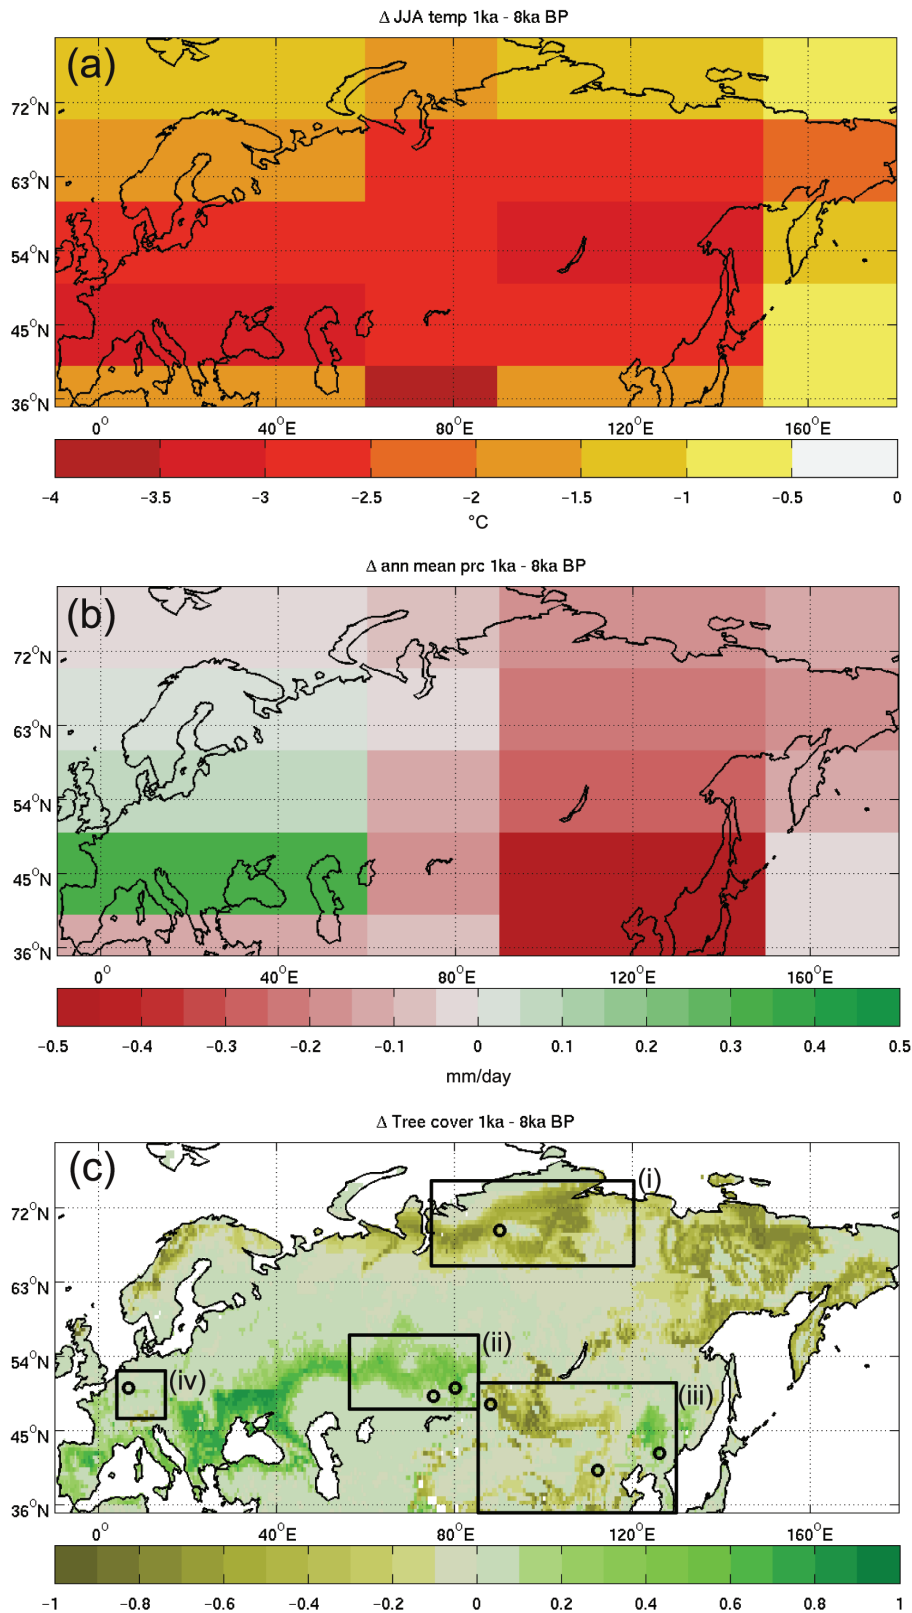 Δ JJA temp 1ka - 8ka BP
(a)
72°N
63°N
54°N
45°N
36°N
0° 40°E 80°E 120°E 160°E
−4 −3.5 −3 −2.5 −2 −1.5 −1 −0.5 0
°C
Δ ann mean prc 1ka - 8ka BP
(b)
72°N
63°N
54°N
45°N
36°N
0° 40°E 80°E 120°E 160°E
−0.5 −0.4 −0.3 −0.2 −0.1 0 0.1 0.2 0.3 0.4 0.5
mm/day
Δ Tree cover 1ka - 8ka BP
(c)
(i)
72°N
63°N
(ii)
54°N
(iv)
(iii)
45°N
36°N
0° 40°E 80°E 120°E 160°E
−1 −0.8 −0.6 −0.4 −0.2 0 0.2 0.4 0.6 0.8 1